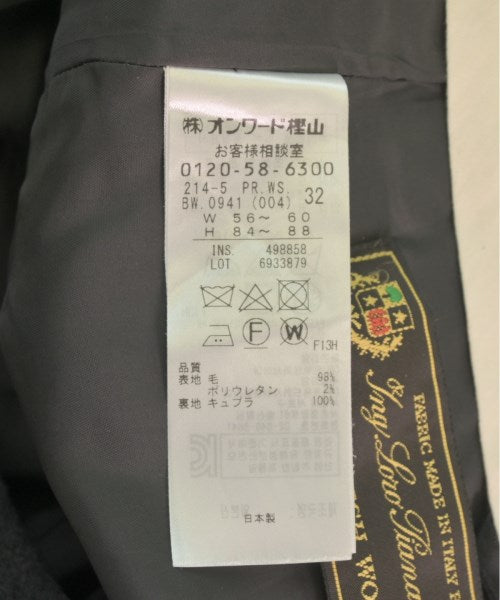 ㈱オンワード樫山
お客様相談室
0120-58-6300
214-5 PR.WS.
BW.0941 (004) 32
W 56～ 60
H 84～ 88
INS. 498858
LOT 6933879
F
W
F13H
品質
表地 毛 98%
ポリウレタン 2%
裏地 キュプラ 100%
日本製
FABRIC MADE IN ITALY
Ing. Loro Piana